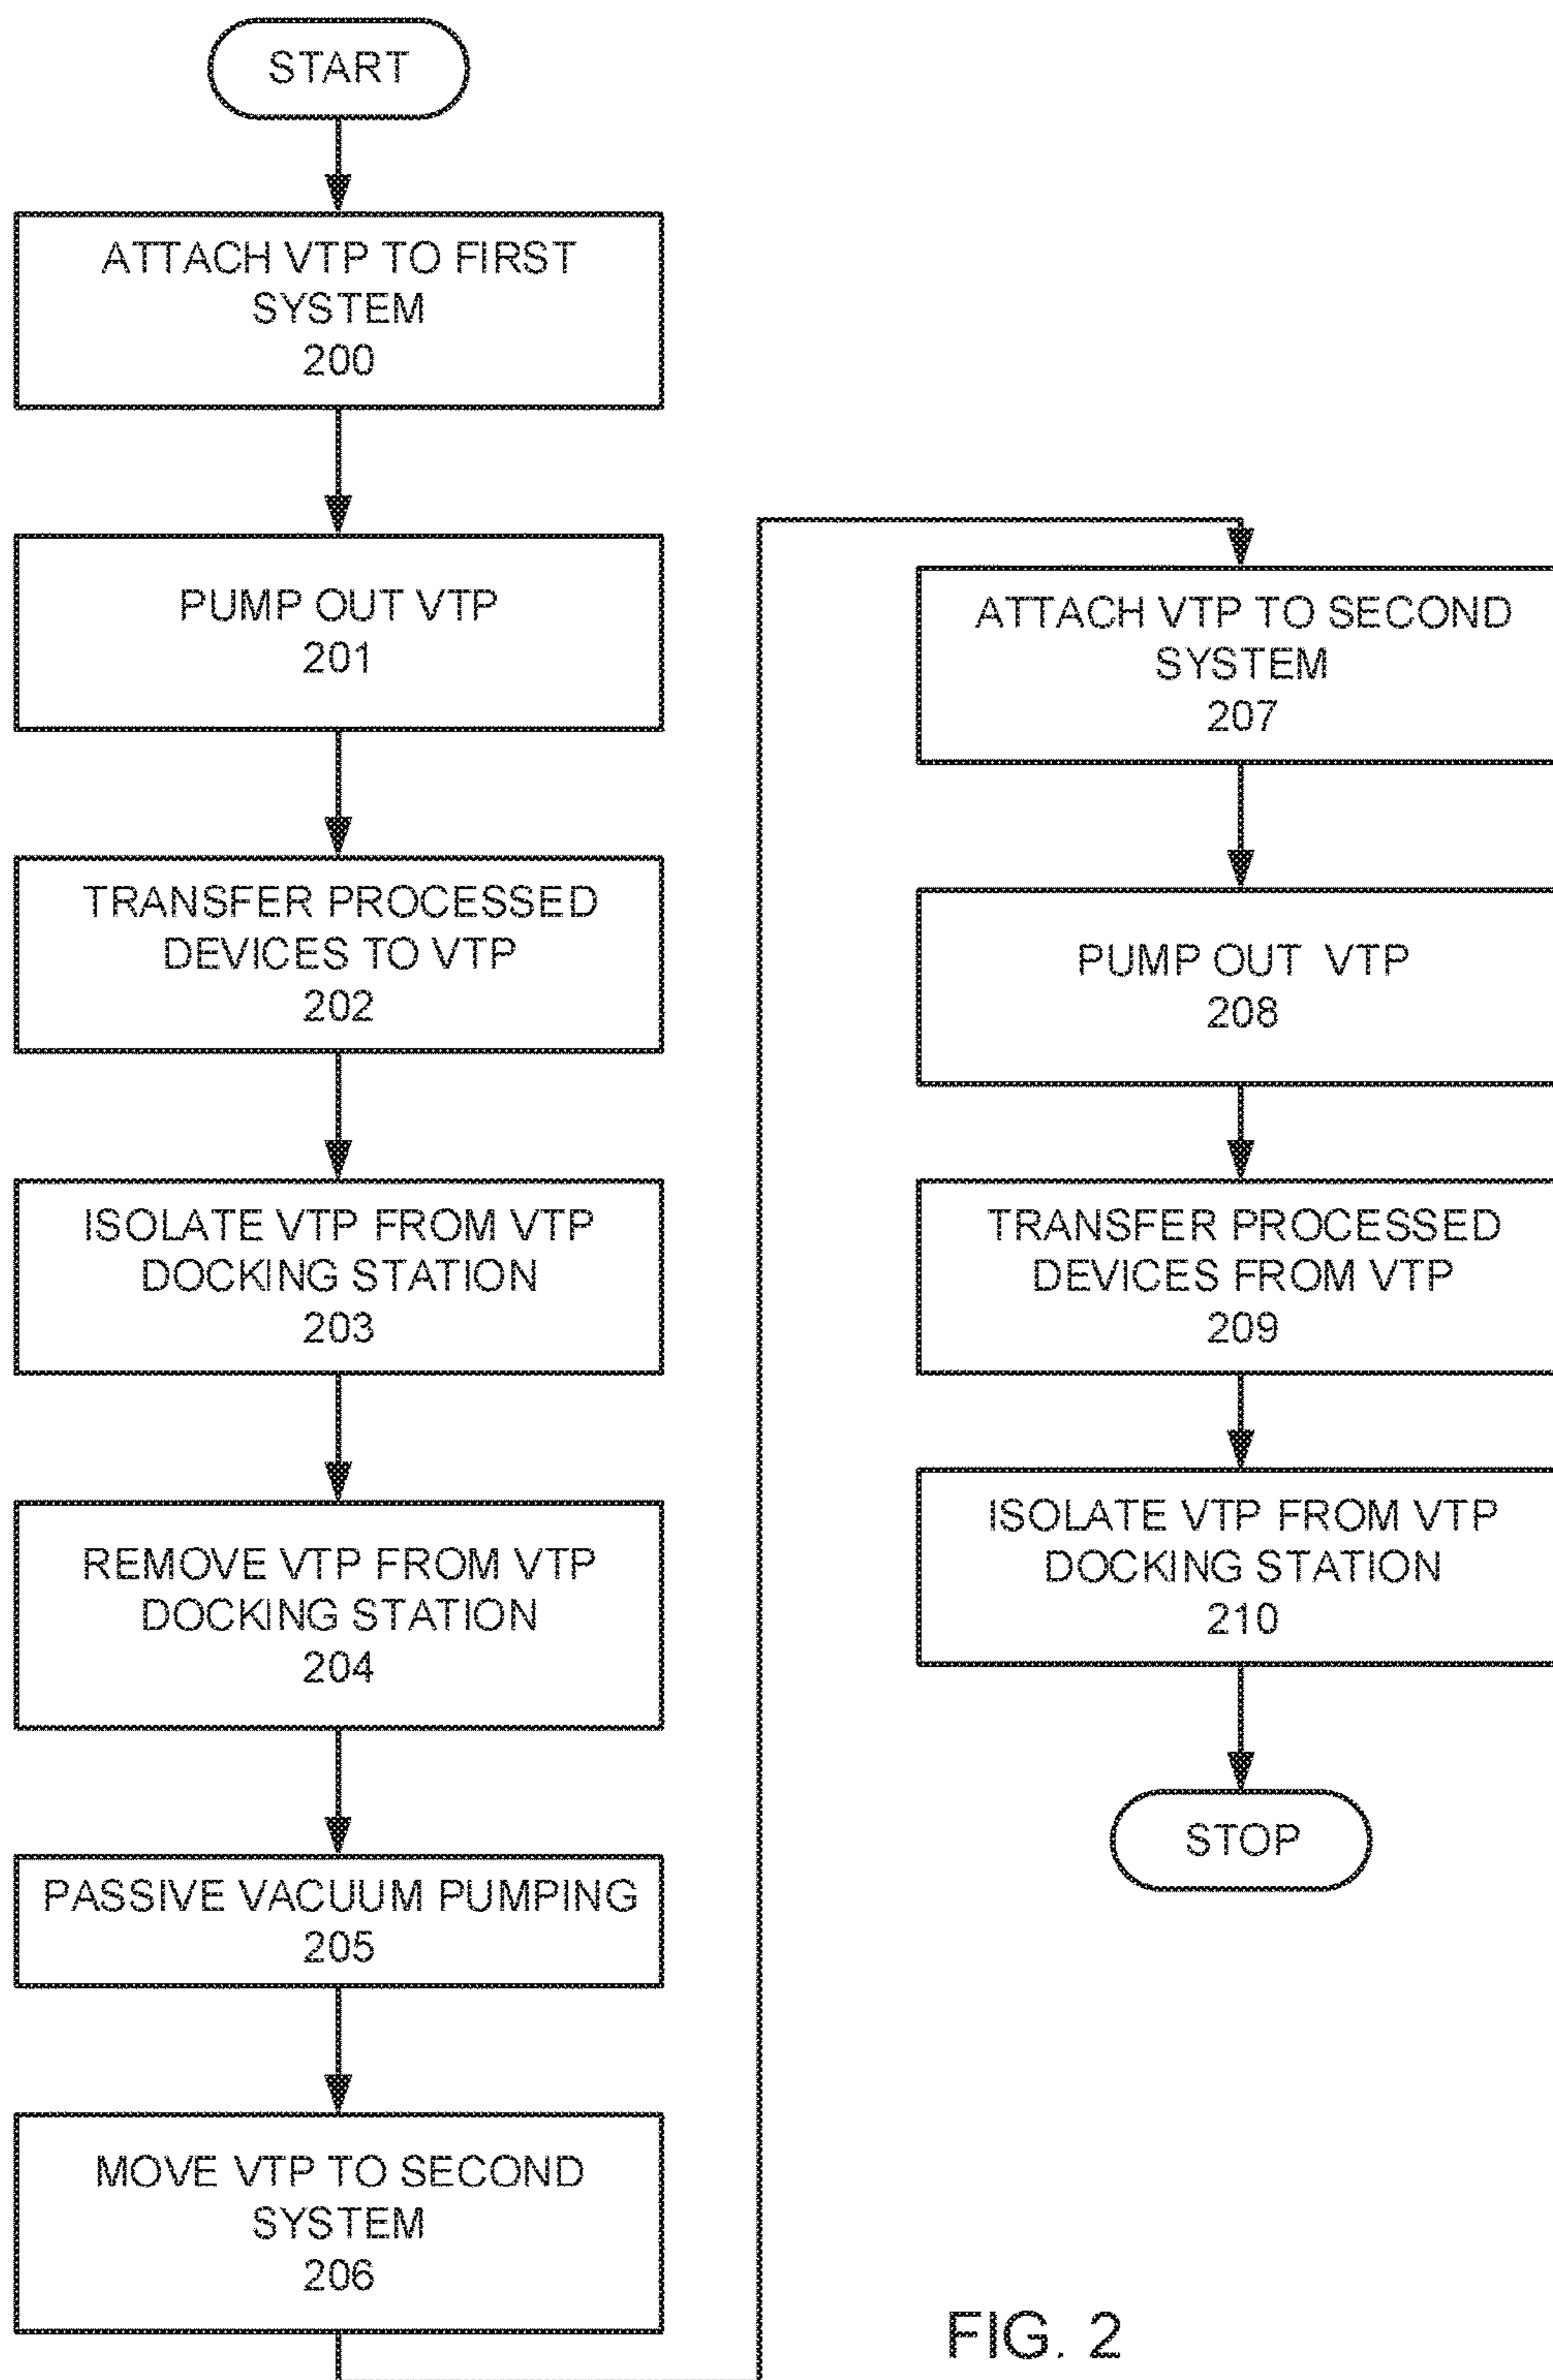 START
ATTACH VTP TO FIRST
SYSTEM
200
PUMP OUT VTP
201
TRANSFER PROCESSED
DEVICES TO VTP
202
ISOLATE VTP FROM VTP
DOCKING STATION
203
REMOVE VTP FROM VTP
DOCKING STATION
204
PASSIVE VACUUM PUMPING
205
MOVE VTP TO SECOND
SYSTEM
206
ATTACH VTP TO SECOND
SYSTEM
207
PUMP OUT VTP
208
TRANSFER PROCESSED
DEVICES FROM VTP
209
ISOLATE VTP FROM VTP
DOCKING STATION
210
STOP
FIG. 2